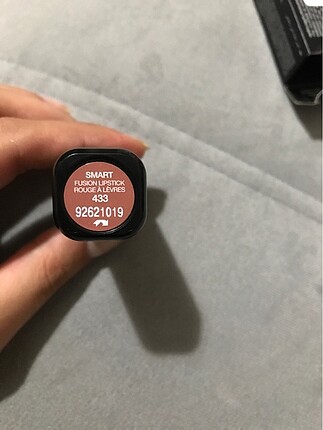 SMART
FUSION LIPSTICK
ROUGE À LÈVRES
433
92621019